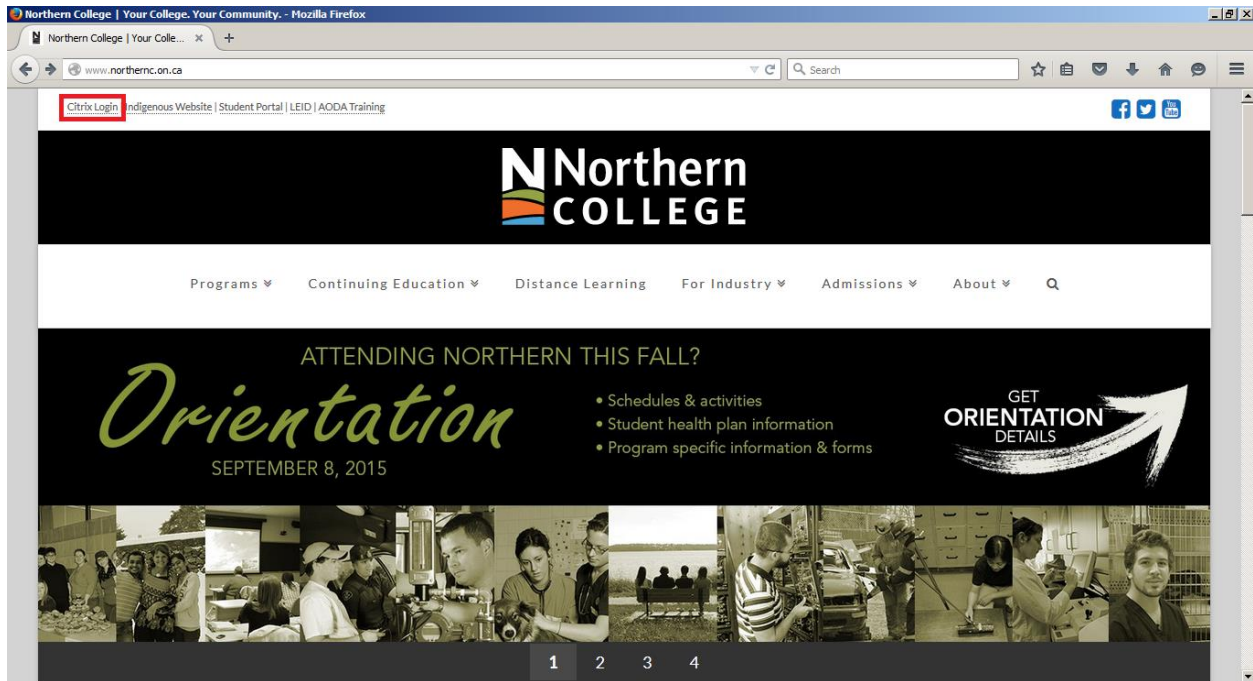 Northern College | Your College. Your Community. - Mozilla Firefox
Northern College | Your Colle... × +
www.northernc.on.ca Search
Citrix Login | Indigenous Website | Student Portal | LEID | AODA Training
You Tube
Northern
COLLEGE
Programs Continuing Education Distance Learning For Industry Admissions About
ATTENDING NORTHERN THIS FALL?
Orientation
SEPTEMBER 8, 2015
• Schedules & activities
• Student health plan information
• Program specific information & forms
GET
ORIENTATION
DETAILS
1 2 3 4